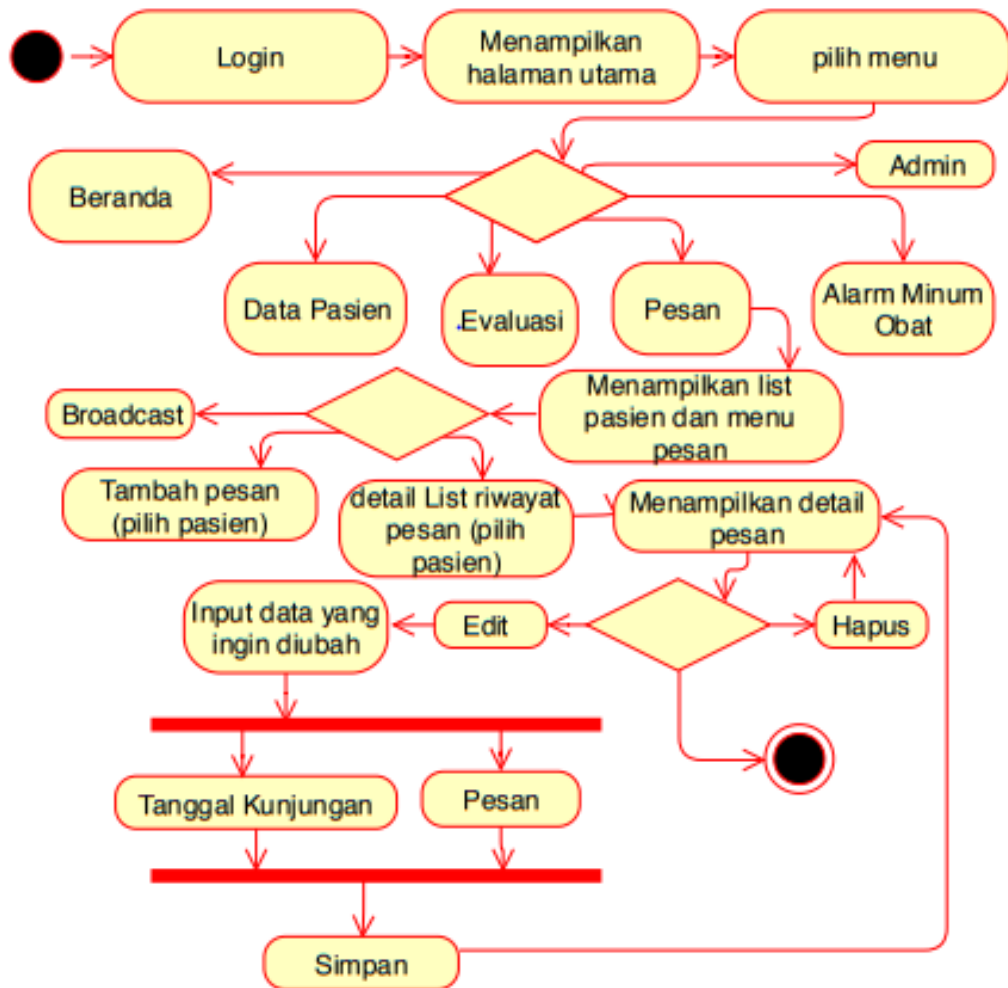 Login
Menampilkan
halaman utama
pilih menu
Beranda
Admin
Data Pasien
.Evaluasi
Pesan
Alarm Minum
Obat
Menampilkan list
pasien dan menu
pesan
Broadcast
Tambah pesan
(pilih pasien)
detail List riwayat
pesan (pilih
pasien)
Menampilkan detail
pesan
Input data yang
ingin diubah
Edit
Hapus
Tanggal Kunjungan
Pesan
Simpan